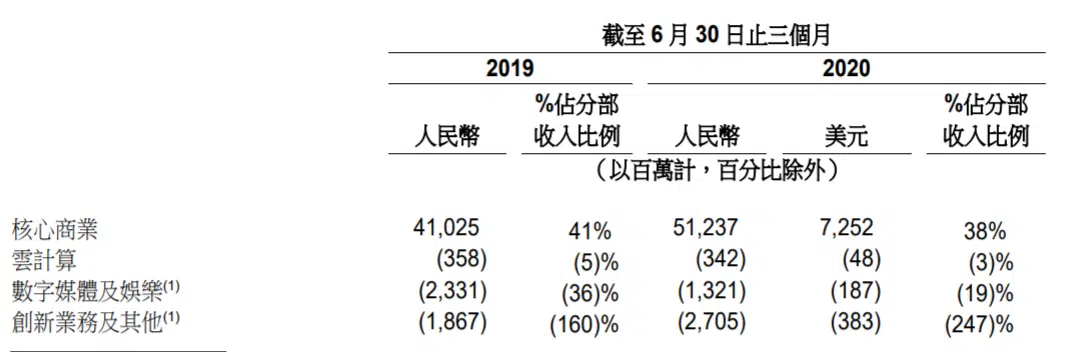 截至 6 月 30 日止三個月
2019 2020
%佔分部 %佔分部
人民幣 收入比例 人民幣 美元 收入比例
(以百萬計，百分比除外)
核心商業 41,025 41% 51,237 7,252 38%
雲計算 (358) (5)% (342) (48) (3)%
數字媒體及娛樂(1) (2,331) (36)% (1,321) (187) (19)%
創新業務及其他(1) (1,867) (160)% (2,705) (383) (247)%